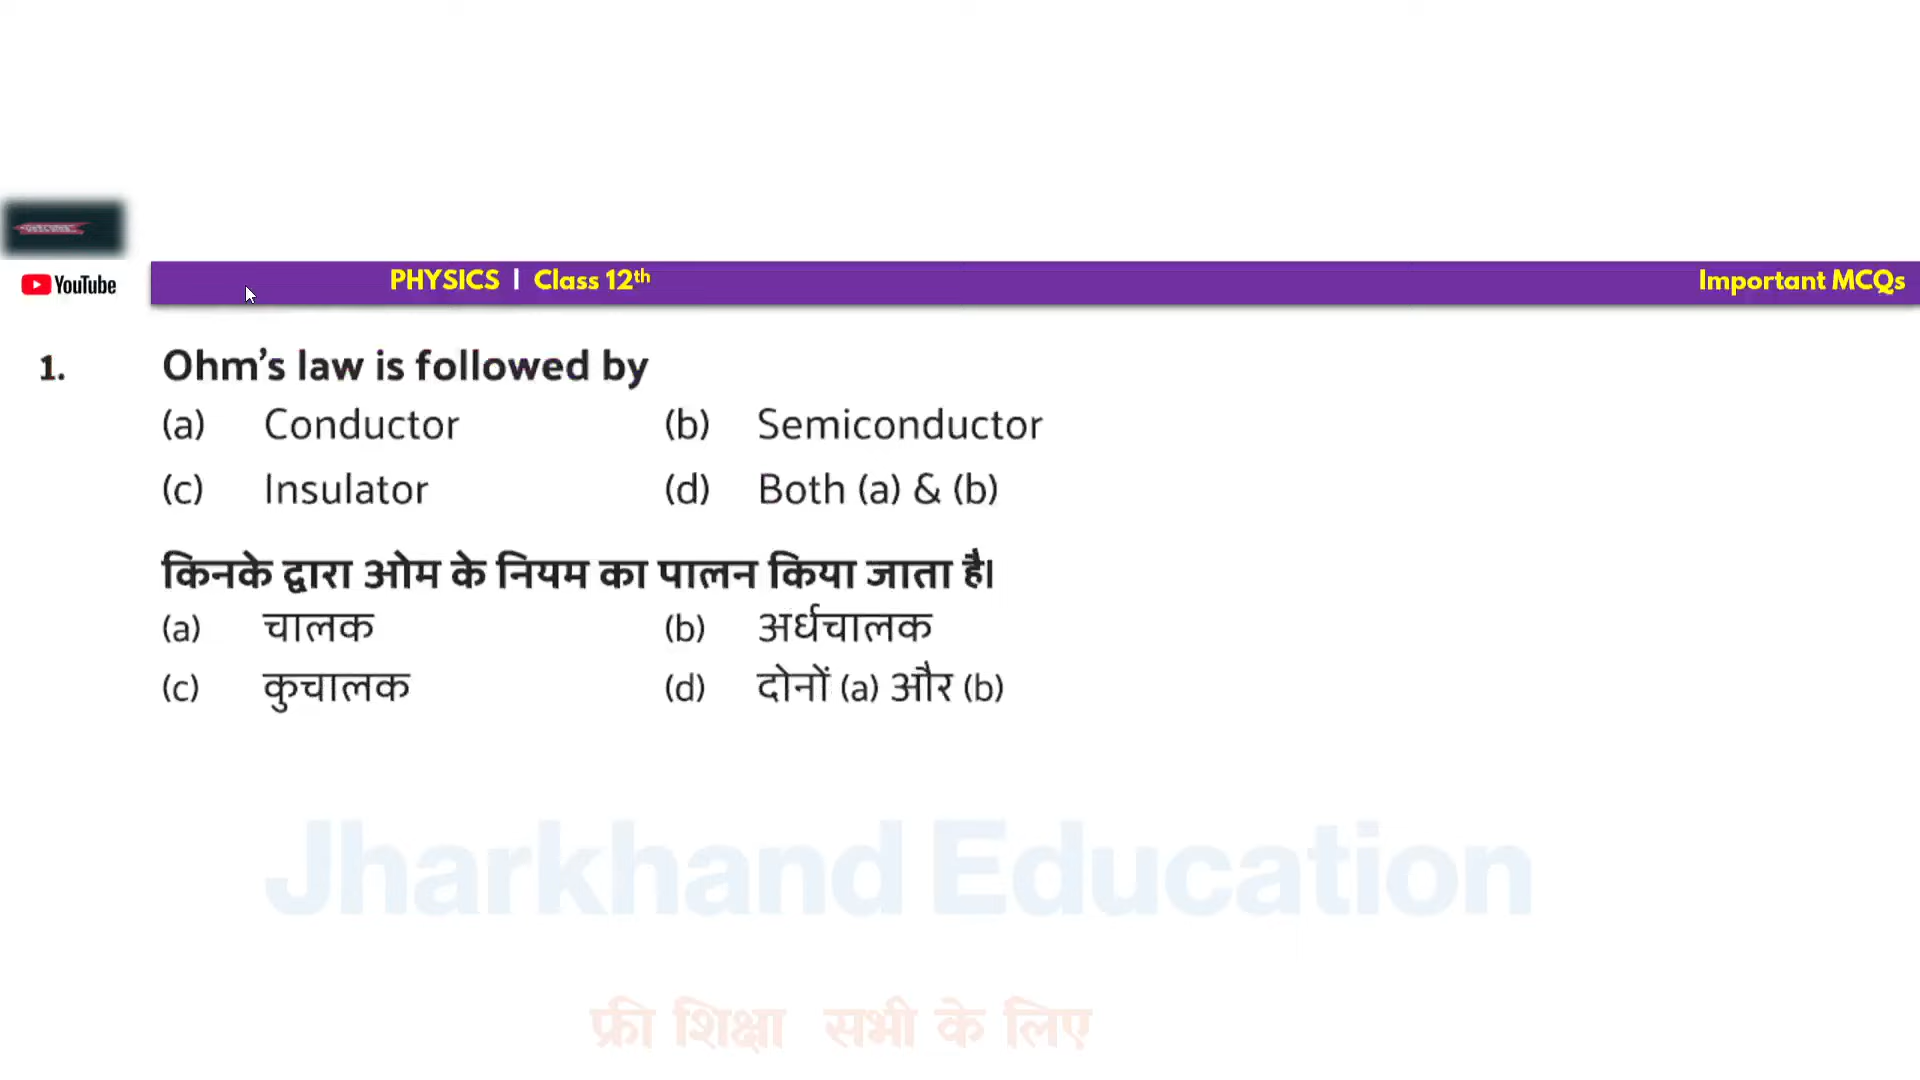 YouTube
PHYSICS | Class 12th
Important MCQs
1. Ohm's law is followed by
(a) Conductor (b) Semiconductor
(c) Insulator (d) Both (a) & (b)
किनके द्वारा ओम के नियम का पालन किया जाता है।
(a) चालक (b) अर्धचालक
(c) कुचालक (d) दोनों (a) और (b)
Jharkhand Education
फ्री शिक्षा सभी के लिए